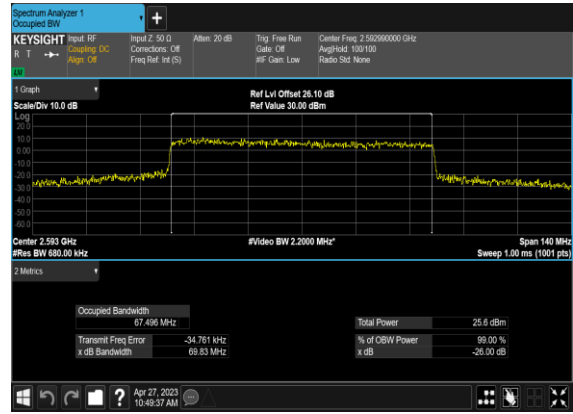 Spectrum Analyzer 1
Occupied BW
KEYSIGHT Input: RF Input Z: 50 Ω Atten: 20 dB Trig: Free Run Center Freq: 2.592990000 GHz
R T Coupling: DC Corrections: Off Gate: Off Avg|Hold: 100/100
Align: Off Freq Ref: Int (S) #IF Gain: Low Radio Std: None
LXI
1 Graph
Ref Lvl Offset 26.10 dB
Scale/Div 10.0 dB Ref Value 30.00 dBm
Log
20.0
10.0
0.00
-10.0
-20.0
-30.0
-40.0
-50.0
-60.0
Center 2.593 GHz #Video BW 2.2000 MHz* Span 140 MHz
#Res BW 680.00 kHz Sweep 1.00 ms (1001 pts)
2 Metrics
Occupied Bandwidth
67.496 MHz Total Power 25.6 dBm
Transmit Freq Error -34.761 kHz % of OBW Power 99.00 %
x dB Bandwidth 69.83 MHz x dB -26.00 dB
? Apr 27, 2023
10:49:37 AM